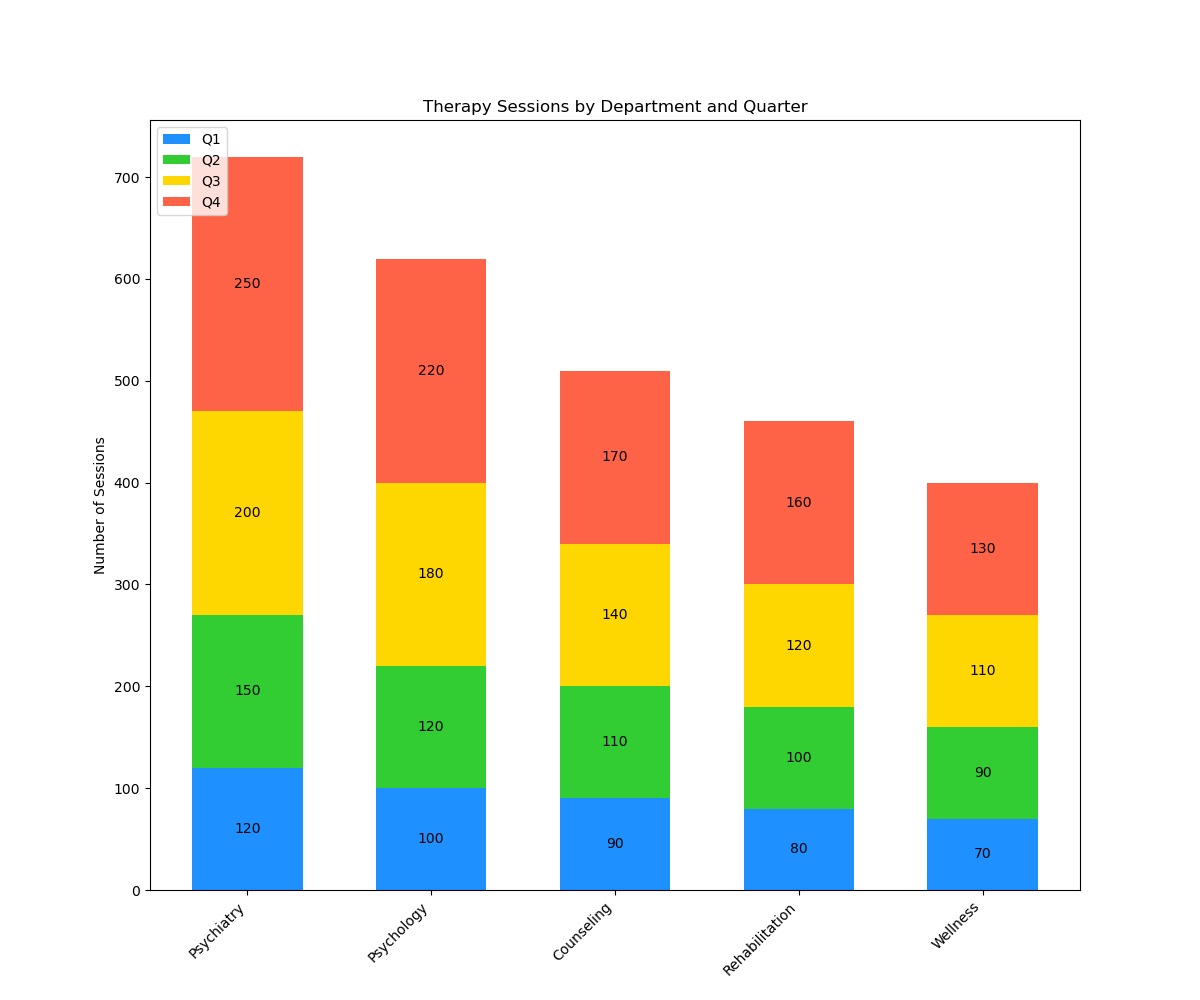 Therapy Sessions by Department and Quarter
Q1
Q2
Q3
Q4
Number of Sessions
700
600
500
400
300
200
100
0
250
200
150
120
220
180
120
100
170
140
110
90
160
120
100
80
130
110
90
70
Psychiatry
Psychology
Counseling
Rehabilitation
Wellness